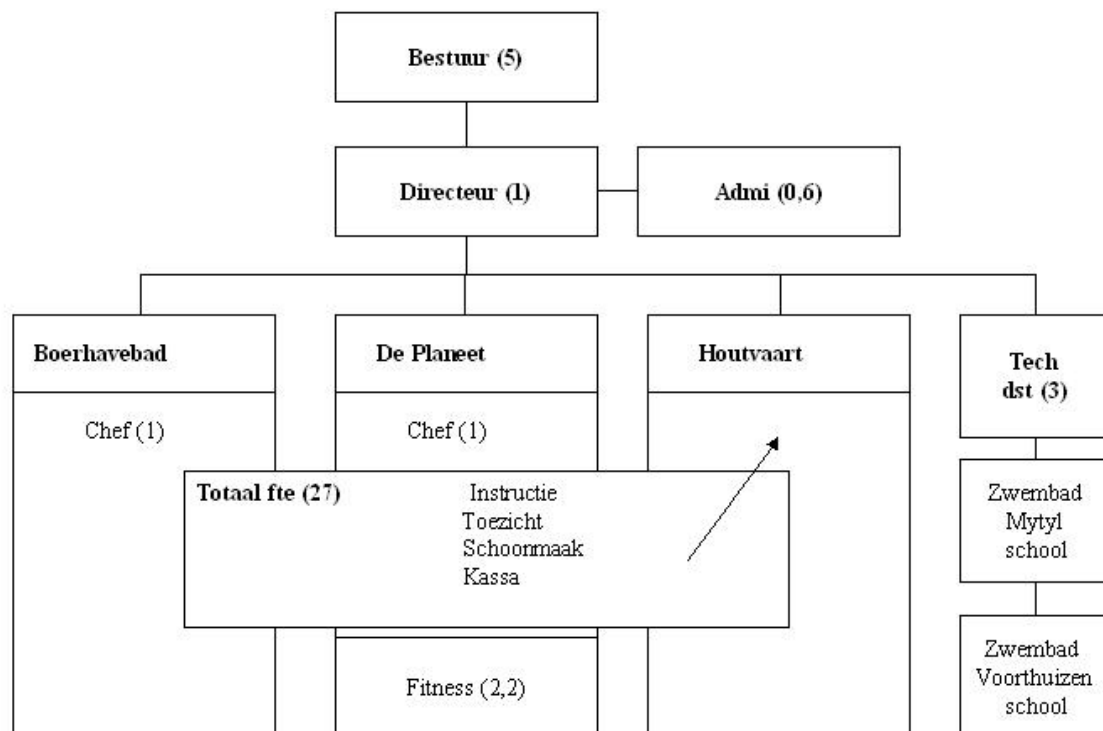 Bestuur (5)
Directeur (1)
Admi (0,6)
Boerhavebad
De Planeet
Houtvaart
Tech
dst (3)
Chef (1)
Chef (1)
Totaal fte (27)
Instructie
Toezicht
Schoonmaak
Kassa
Zwembad
Mytyl
school
Fitness (2,2)
Zwembad
Voorthuizen
school